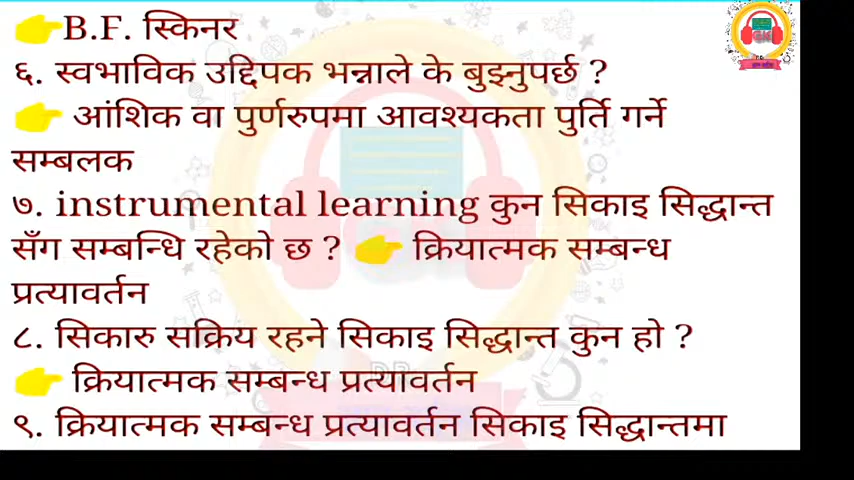 👉B.F. स्किनर
६. स्वभाविक उद्दिपक भन्नाले के बुझ्नुपर्छ ?
👉 आंशिक वा पुर्णरुपमा आवश्यकता पुर्ति गर्ने
सम्बलक
७. instrumental learning कुन सिकाइ सिद्धान्त
सँग सम्बन्धि रहेको छ ? 👉 क्रियात्मक सम्बन्ध
प्रत्यावर्तन
८. सिकारु सक्रिय रहने सिकाइ सिद्धान्त कुन हो ?
👉 क्रियात्मक सम्बन्ध प्रत्यावर्तन
९. क्रियात्मक सम्बन्ध प्रत्यावर्तन सिकाइ सिद्धान्तमा